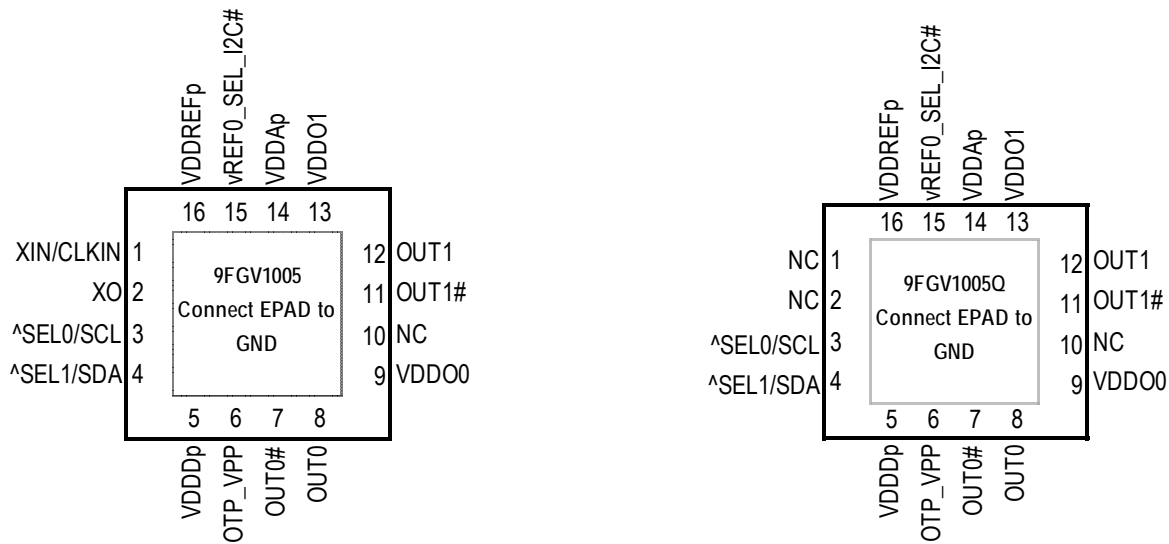 VDDREFp
vREF0_SEL_I2C#
VDDAp
VDDO1
16 15 14 13
XIN/CLKIN 1
XO 2
^SEL0/SCL 3
^SEL1/SDA 4
9FGV1005
Connect EPAD to
GND
12 OUT1
11 OUT1#
10 NC
9 VDDO0
5 6 7 8
VDDDp
OTP_VPP
OUT0#
OUT0
VDDREFp
vREF0_SEL_I2C#
VDDAp
VDDO1
16 15 14 13
NC 1
NC 2
^SEL0/SCL 3
^SEL1/SDA 4
9FGV1005Q
Connect EPAD to
GND
12 OUT1
11 OUT1#
10 NC
9 VDDO0
5 6 7 8
VDDDp
OTP_VPP
OUT0#
OUT0